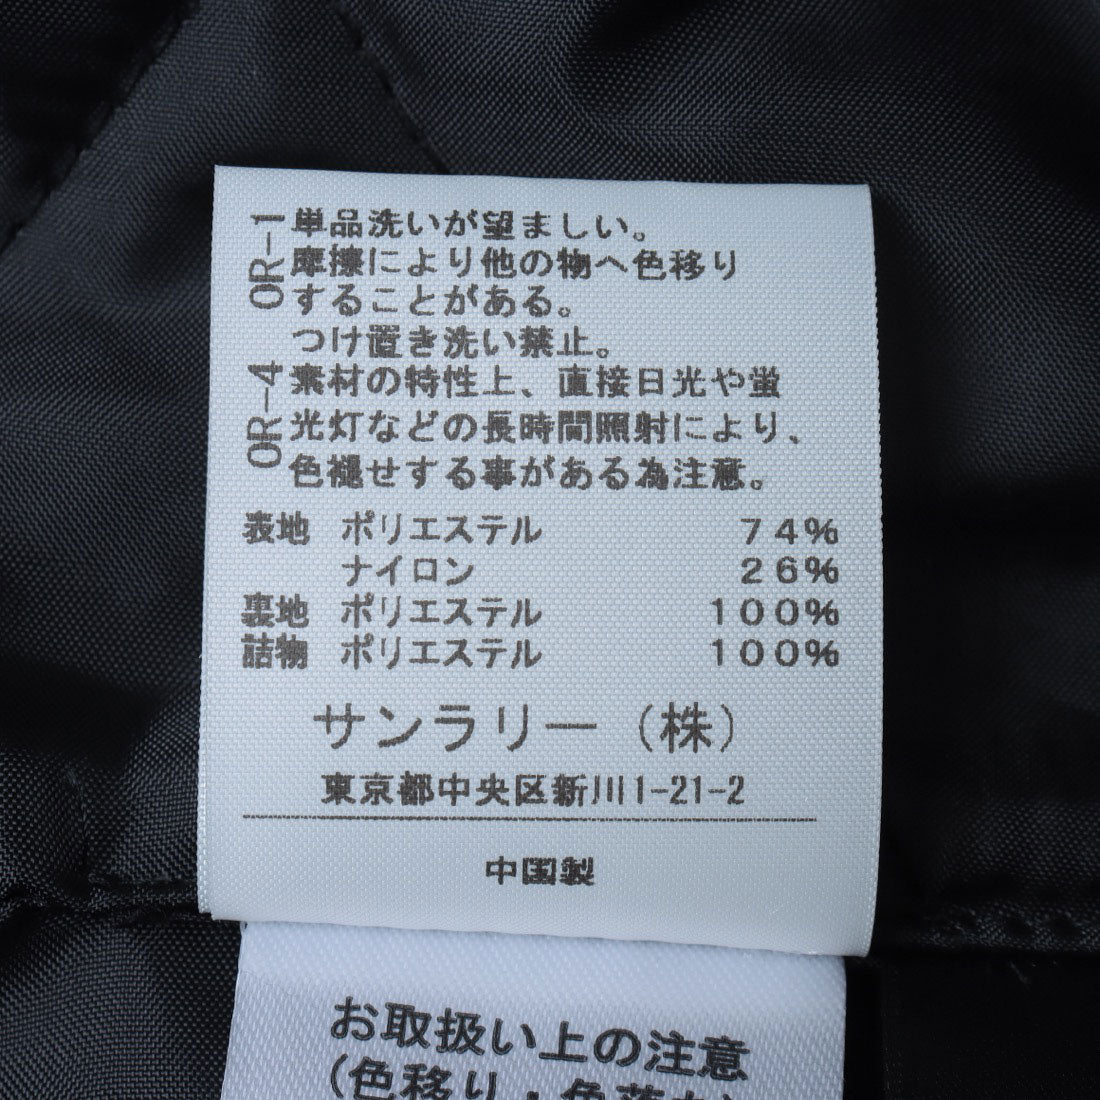 OR-1 単品洗いが望ましい。
摩擦により他の物へ色移り
することがある。
つけ置き洗い禁止。
OR-4 素材の特性上、直接日光や蛍
光灯などの長時間照射により、
色褪せする事がある為注意。
表地 ポリエステル 74%
ナイロン 26%
裏地 ポリエステル 100%
詰物 ポリエステル 100%
サンラリー(株)
東京都中央区新川1-21-2
中国製
お取扱い上の注意
(色移り・色落ち)